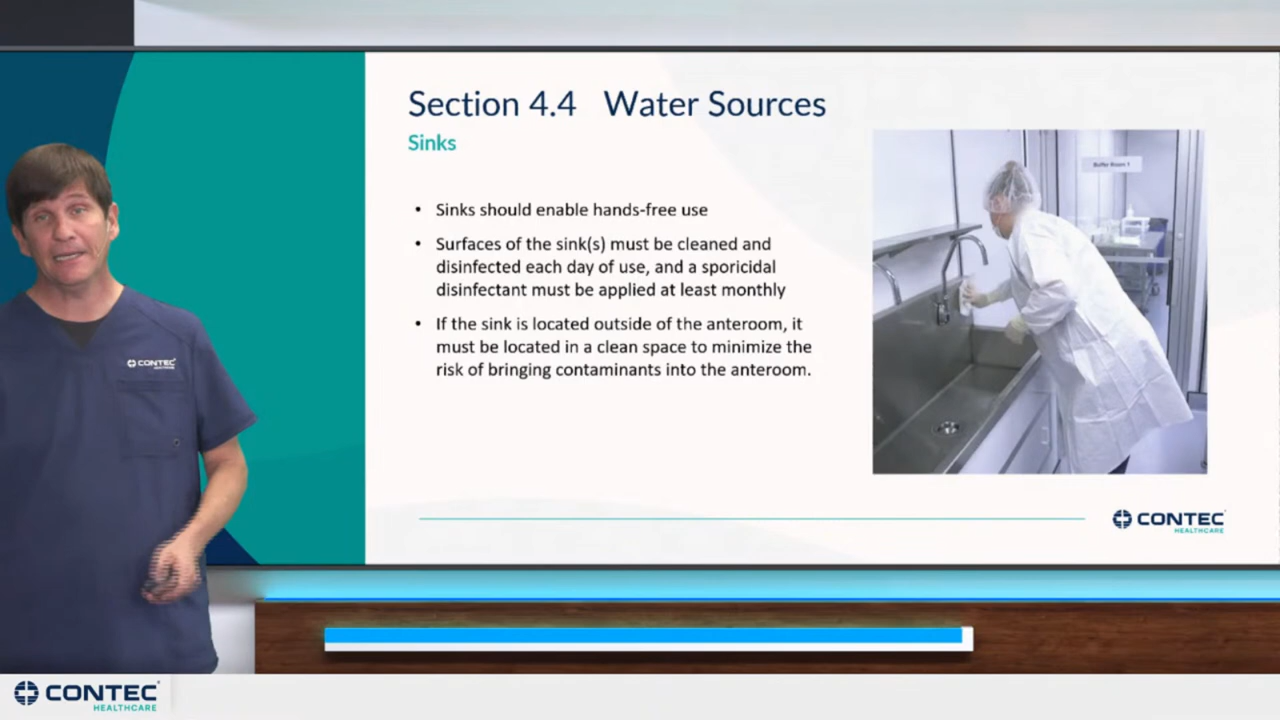 Section 4.4 Water Sources
Sinks
• Sinks should enable hands-free use
• Surfaces of the sink(s) must be cleaned and
disinfected each day of use, and a sporicidal
disinfectant must be applied at least monthly
• If the sink is located outside of the anteroom, it
must be located in a clean space to minimize the
risk of bringing contaminants into the anteroom.
Buffer Room 1
CONTEC
HEALTHCARE
CONTEC
HEALTHCARE
CONTEC
HEALTHCARE